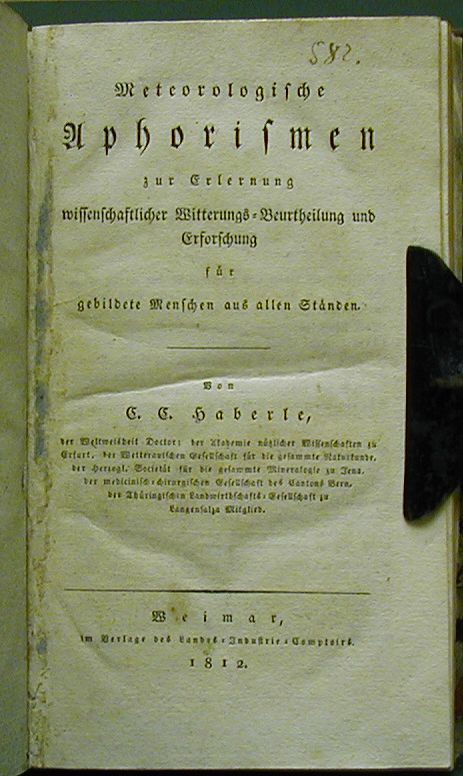 582.
Meteorologische
Aphorismen
zur Erlernung
wissenschaftlicher Witterungs-Beurtheilung und
Erforschung
für
gebildete Menschen aus allen Ständen.
Von
C. C. Haberle,
der Weltweisheit Doctor; der Akademie nützlicher Wissenschaften zu
Erfurt, der Wetterauischen Gesellschaft für die gesammte Naturkunde,
der Herzogl. Societät für die gesammte Mineralogie zu Jena,
der medicinisch-chirurgischen Gesellschaft des Cantons Bern,
der Thüringischen Landwirthschafts-Gesellschaft zu
Langensalza Mitglied.
Weimar,
im Verlage des Landes-Industrie-Comptoirs.
1812.